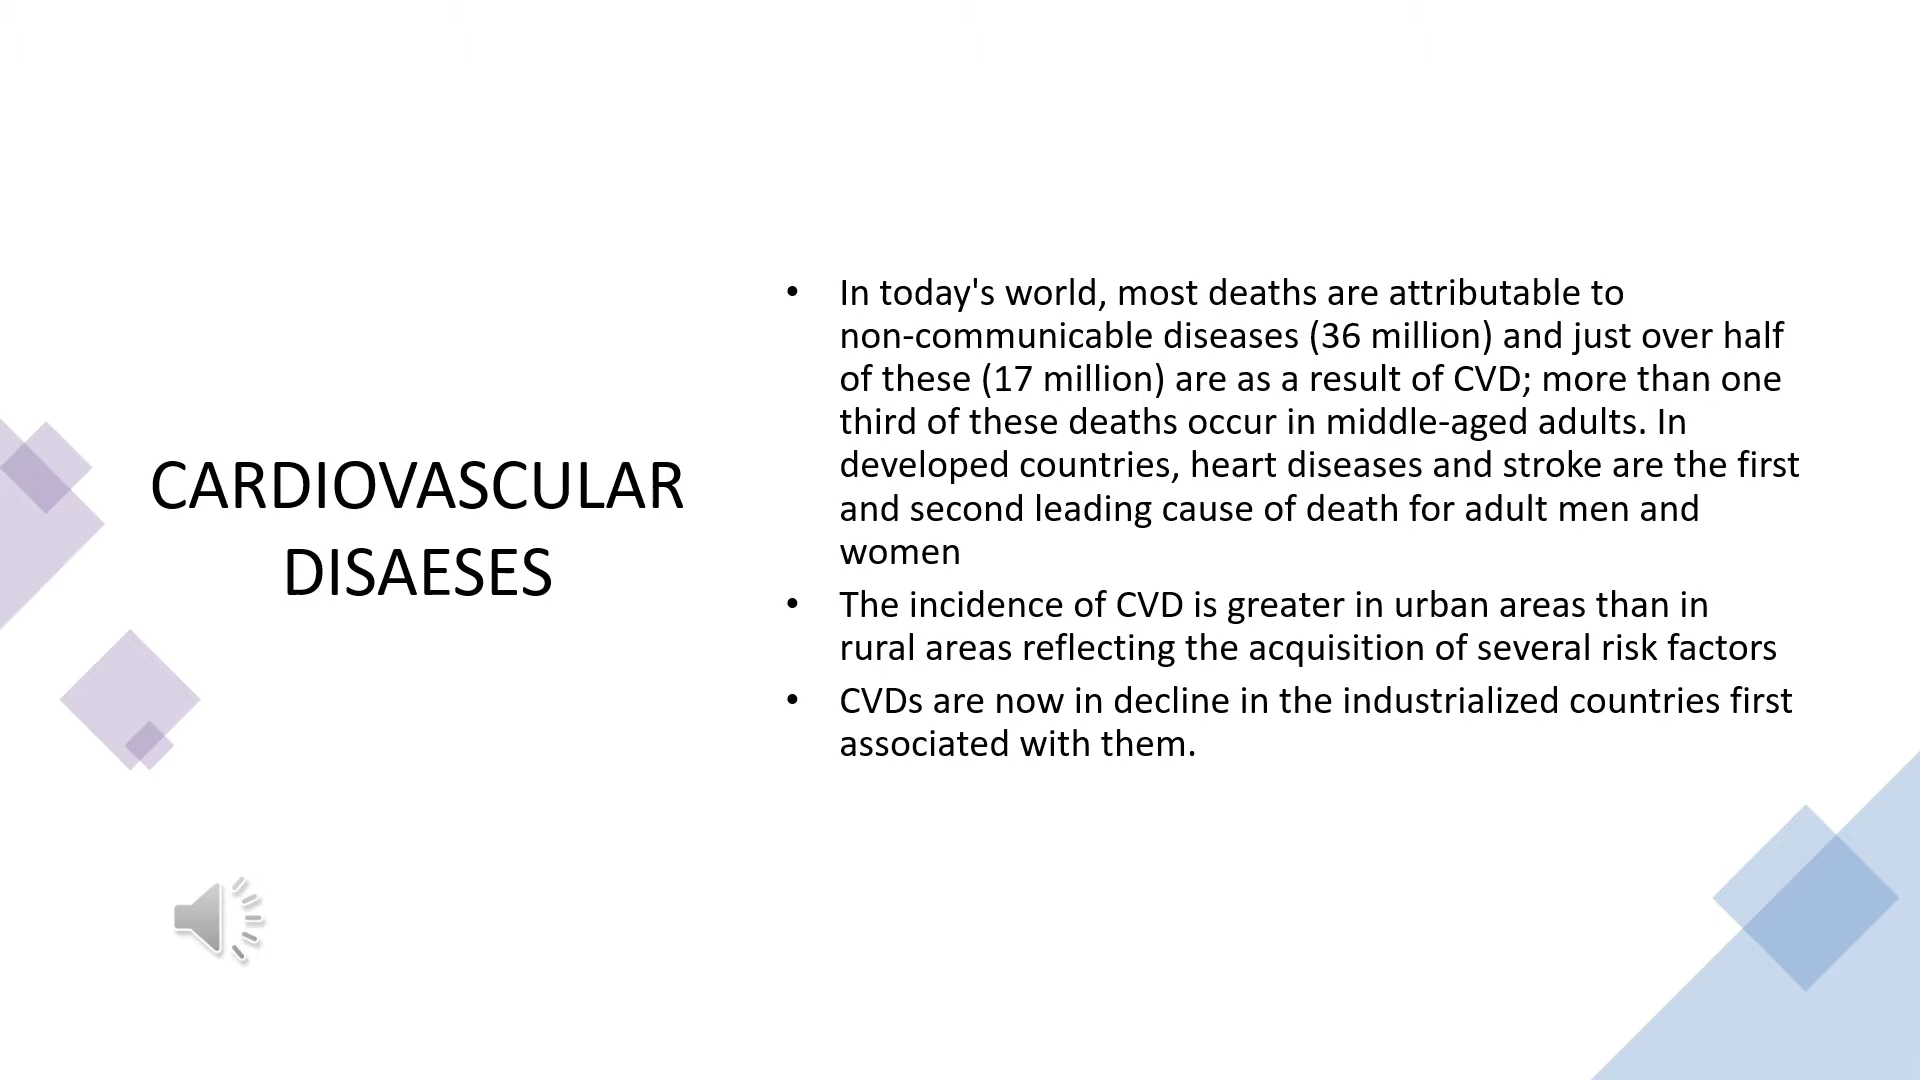 CARDIOVASCULAR
DISAESES
• In today's world, most deaths are attributable to
non-communicable diseases (36 million) and just over half
of these (17 million) are as a result of CVD; more than one
third of these deaths occur in middle-aged adults. In
developed countries, heart diseases and stroke are the first
and second leading cause of death for adult men and
women
• The incidence of CVD is greater in urban areas than in
rural areas reflecting the acquisition of several risk factors
• CVDs are now in decline in the industrialized countries first
associated with them.